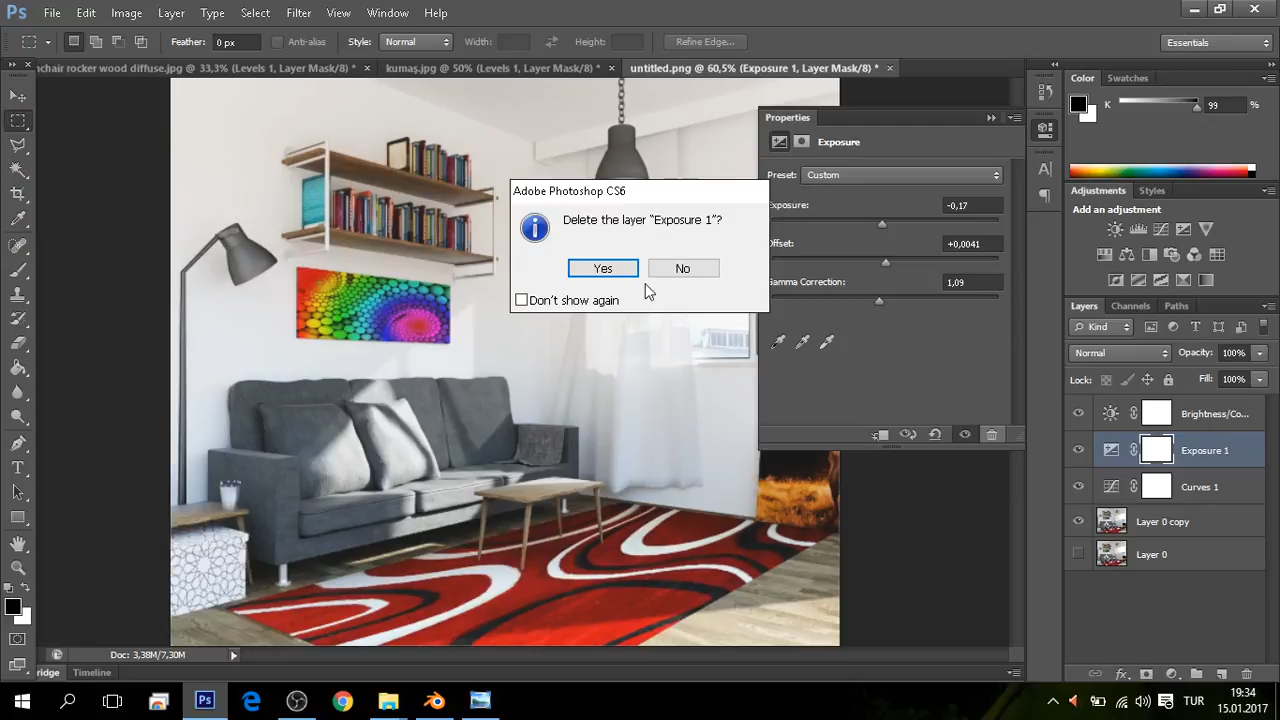 Ps File Edit Image Layer Type Select Filter View Window Help
Feather: 0 px Anti-alias Style: Normal Width: Height: Refine Edge... Essentials
nchair rocker wood diffuse.jpg @ 33,3% (Levels 1, Layer Mask/8) * × kumaş.jpg @ 50% (Levels 1, Layer Mask/8) * × untitled.png @ 60,5% (Exposure 1, Layer Mask/8) * ×
Color Swatches
K 99 %
Properties
Exposure
Preset: Custom
Exposure: -0,17
Offset: +0,0041
Gamma Correction: 1,09
Adobe Photoshop CS6
Delete the layer “Exposure 1”?
Yes No
Don't show again
Adjustments Styles
Add an adjustment
Layers Channels Paths
Kind
Normal Opacity: 100%
Lock: Fill: 100%
Brightness/Co...
Exposure 1
Curves 1
Layer 0 copy
Layer 0
Doc: 3,38M/7,30M
ridge Timeline
Ps TUR 19:34
15.01.2017